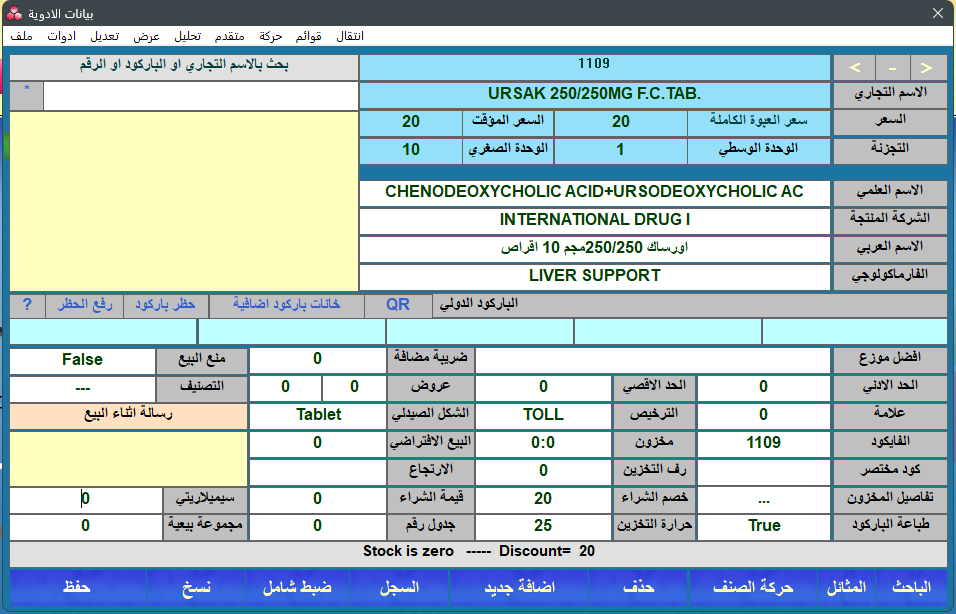 بيانات الادوية
ملف ادوات تعديل عرض تحليل متقدم حركة قوائم انتقال
< - > 1109 بحث بالاسم التجاري او الباركود او الرقم
الاسم التجاري URSAK 250/250MG F.C.TAB. *
السعر سعر العبوة الكاملة 20 السعر المؤقت 20
التجزئة الوحدة الوسطي 1 الوحدة الصغري 10
الاسم العلمي CHENODEOXYCHOLIC ACID+URSODEOXYCHOLIC AC
الشركة المنتجة INTERNATIONAL DRUG I
الاسم العربي اورساك 250/250مجم 10 اقراص
الفارماكولوجي LIVER SUPPORT
الباركود الدولي QR خانات باركود اضافية حظر باركود رفع الحظر ?
افضل موزع ضريبة مضافة 0 منع البيع False
الحد الادني 0 الحد الاقصي 0 عروض 0 0 التصنيف ---
علامة 0 الترخيص TOLL الشكل الصيدلي Tablet رسالة اثناء البيع
الفايكود 1109 مخزون 0:0 البيع الافتراضي 0
كود مختصر رف التخزين 0 الارتجاع
تفاصيل المخزون ... خصم الشراء 20 قيمة الشراء 0 سيميلاريتي 0
طباعة الباركود True حرارة التخزين 25 جدول رقم 0 مجموعة بيعية 0
Stock is zero ----- Discount= 20
الباحث المثائل حركة الصنف حذف اضافة جديد السجل ضبط شامل نسخ حفظ